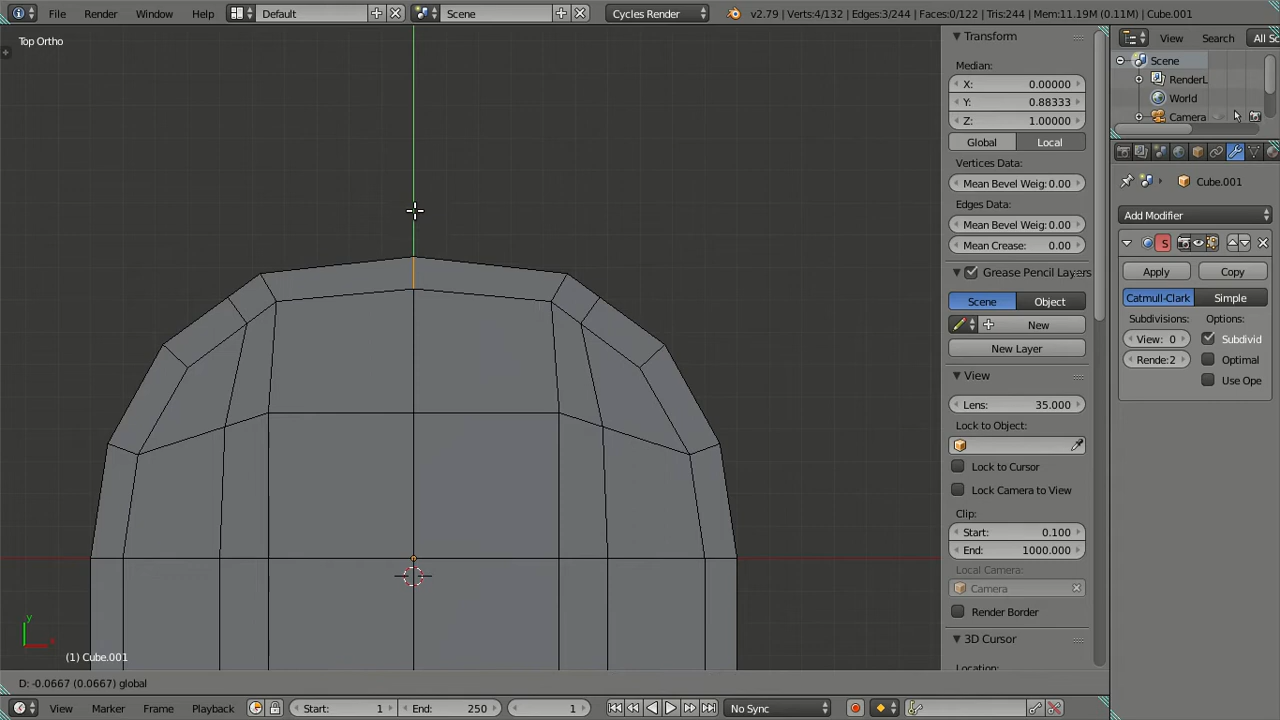 File Render Window Help Default Scene Cycles Render v2.79 | Verts:4/132 | Edges:3/244 | Faces:0/122 | Tris:244 | Mem:11.19M (0.11M) | Cube.001
Top Ortho
Transform
Median:
X: 0.00000
Y: 0.88333
Z: 1.00000
Global Local
Vertices Data:
Mean Bevel Weig: 0.00
Edges Data:
Mean Bevel Weig: 0.00
Mean Crease: 0.00
Grease Pencil Layers
Scene Object
New
New Layer
View
Lens: 35.000
Lock to Object:
Lock to Cursor
Lock Camera to View
Clip:
Start: 0.100
End: 1000.000
Local Camera:
Camera
Render Border
3D Cursor
Location:
View Search All Sc
Scene
RenderL
World
Camera
Cube.001
Add Modifier
S
Apply Copy
Catmull-Clark Simple
Subdivisions: Options:
View: 0 Subdivid
Rende: 2 Optimal
Use Ope
y
x
(1) Cube.001
D: -0.0667 (0.0667) global
View Marker Frame Playback Start: 1 End: 250 1 No Sync